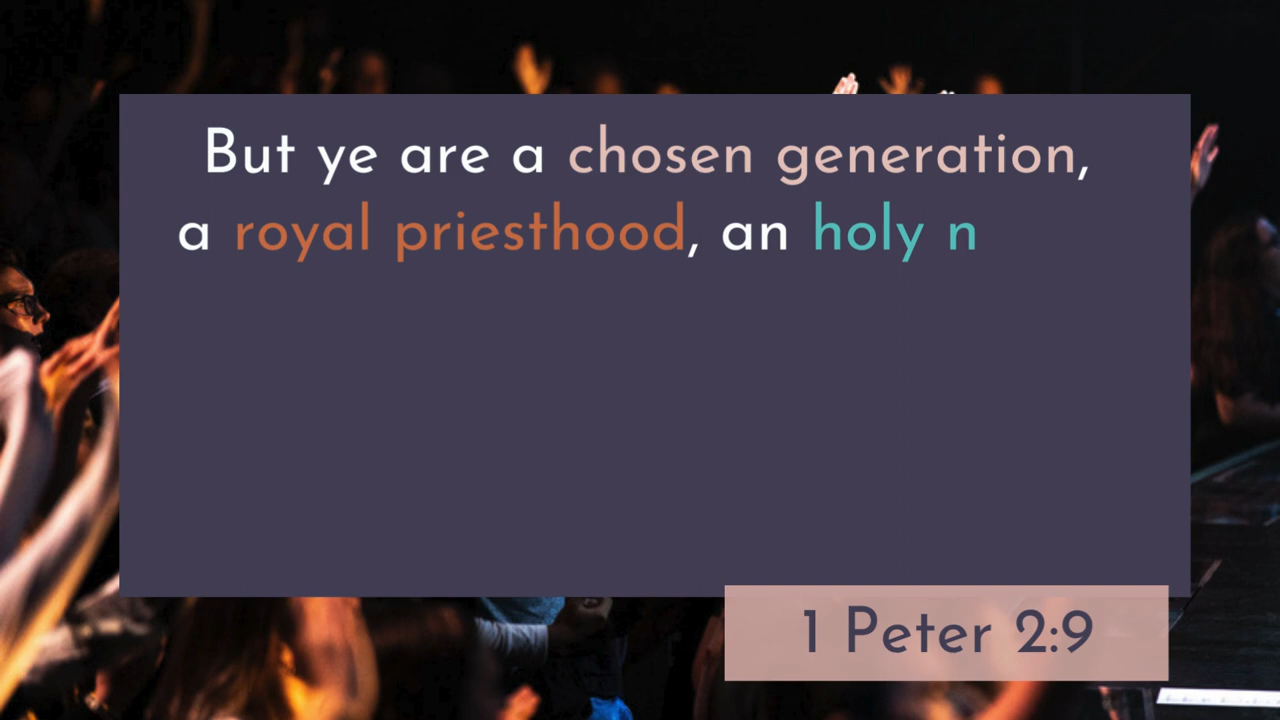 But ye are a chosen generation,
a royal priesthood, an holy n
1 Peter 2:9